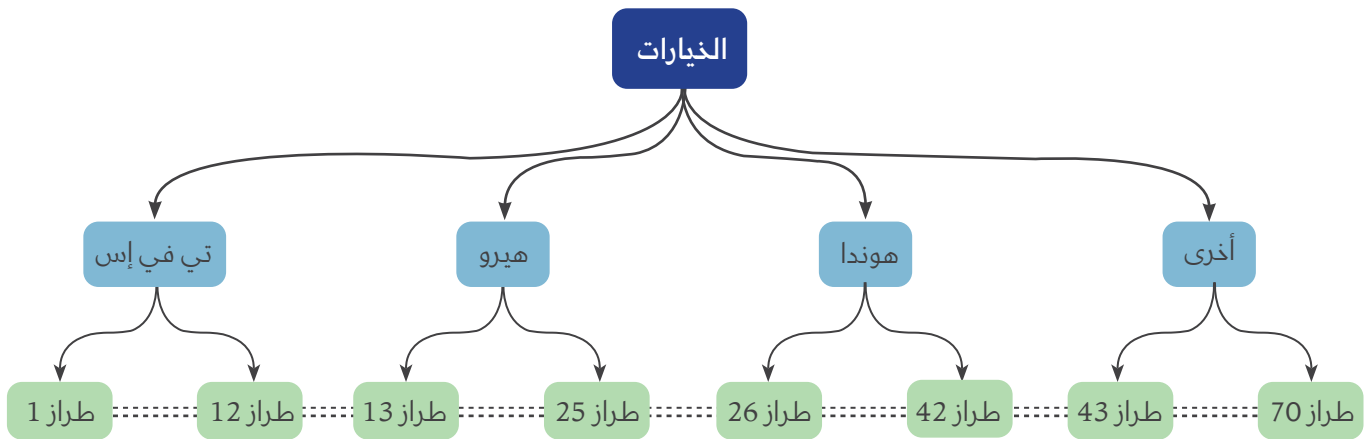 الخيارات
أخرى
هوندا
هيرو
تي في إس
طراز 70
طراز 43
طراز 42
طراز 26
طراز 25
طراز 13
طراز 12
طراز 1